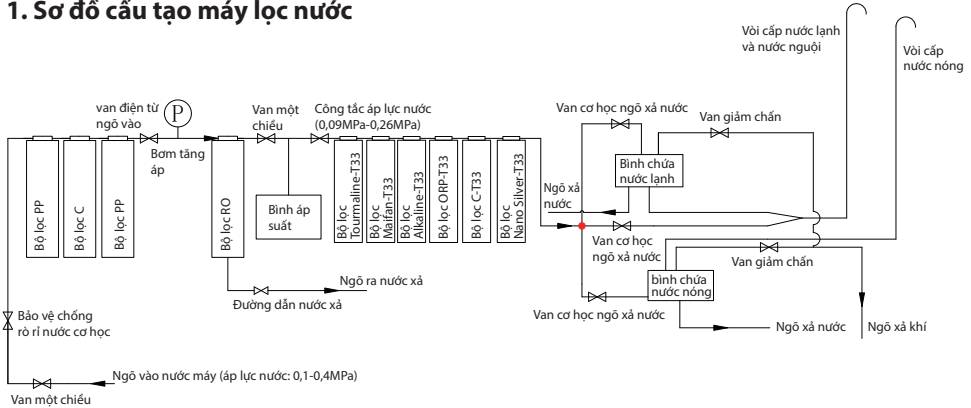 1. Sơ đồ cấu tạo máy lọc nước
Vòi cấp nước lạnh
và nước nguội
Vòi cấp
nước nóng
van điện từ
ngõ vào
P
Bơm tăng
áp
Van một
chiều
Công tắc áp lực nước
(0,09MPa-0,26MPa)
Van cơ học ngõ xả nước
Van giảm chấn
Bộ lọc PP
Bộ lọc C
Bộ lọc PP
Bộ lọc RO
Bình áp
suất
Bộ lọc
Tourmaline-T33
Bộ lọc
Maifan-T33
Bộ lọc
Alkaline-T33
Bộ lọc ORP-T33
Bộ lọc C-T33
Bộ lọc
Nano Silver-T33
Bình chứa
nước lạnh
Ngõ xả
nước
Van cơ học
ngõ xả nước
Van giảm chấn
bình chứa
nước nóng
Ngõ ra nước xả
Đường dẫn nước xả
Van cơ học ngõ xả nước
Ngõ xả nước
Ngõ xả khí
Bảo vệ chống
rò rỉ nước cơ học
Ngõ vào nước máy (áp lực nước: 0,1-0,4MPa)
Van một chiều